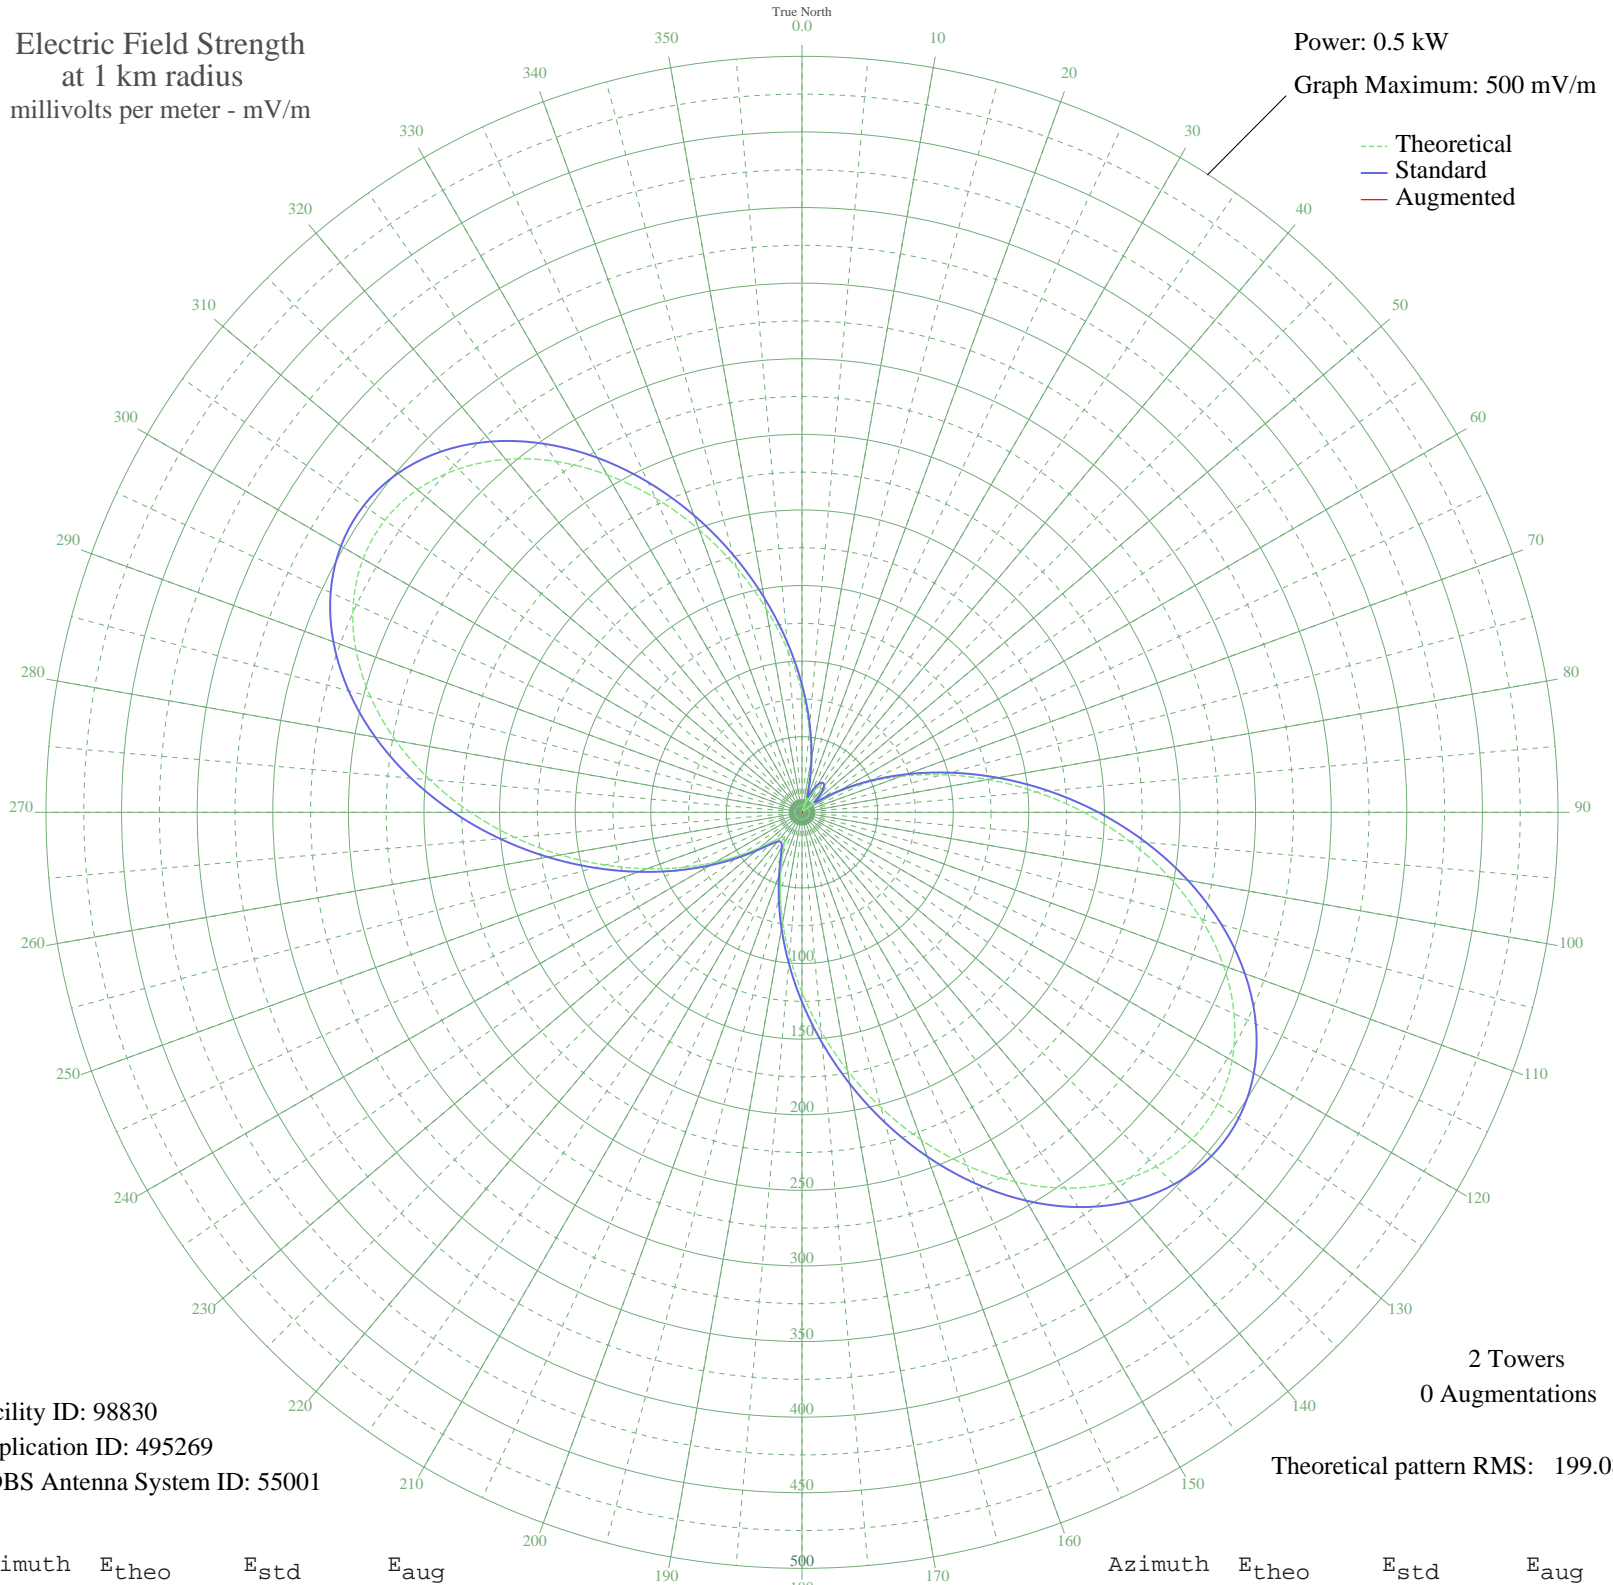 True North
0.0
Electric Field Strength
at 1 km radius
millivolts per meter - mV/m
Power: 0.5 kW
Graph Maximum: 500 mV/m
Theoretical
Standard
Augmented
10
20
30
40
50
60
70
80
90
100
110
120
130
140
150
160
170
190
200
210
220
230
240
250
260
270
280
290
300
310
320
330
340
350
100
150
200
250
300
350
400
450
500
2 Towers
0 Augmentations
Theoretical pattern RMS: 199.0
cility ID: 98830
plication ID: 495269
DBS Antenna System ID: 55001
imuth Etheo Estd Eaug
Azimuth Etheo Estd Eaug